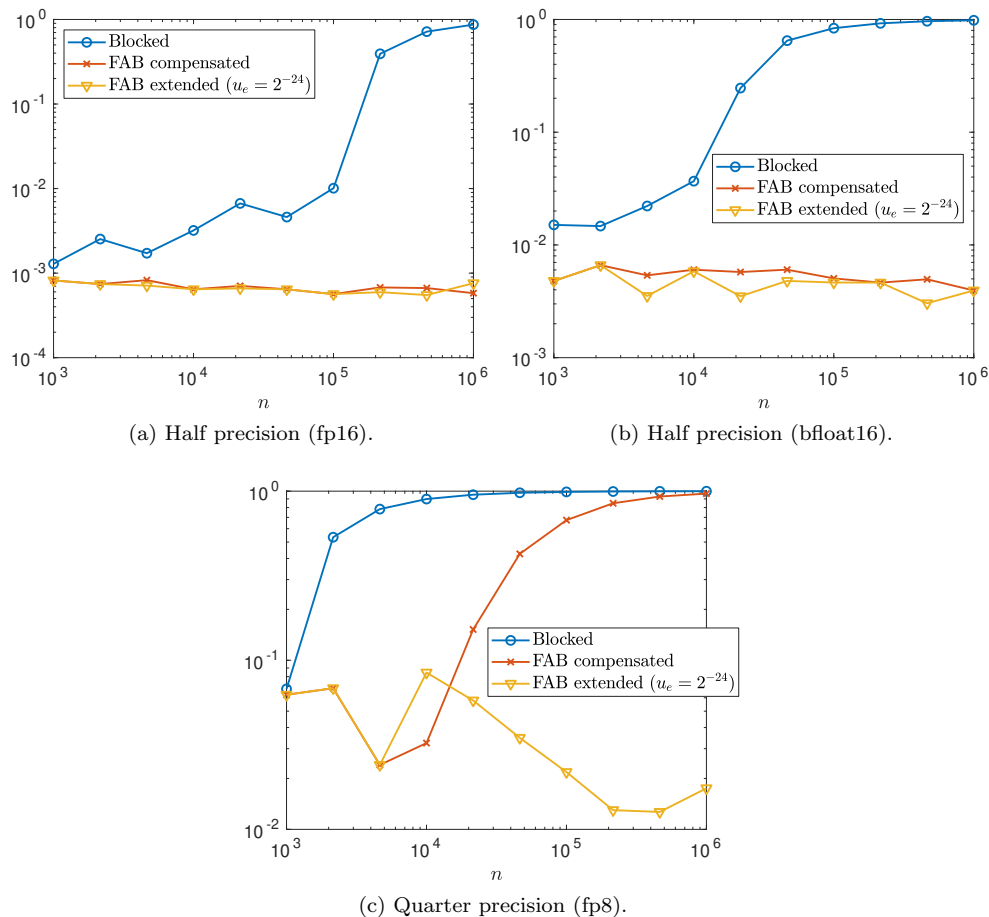 10^0
Blocked
FAB compensated
FAB extended (u_e = 2^{-24})
10^{-1}
10^{-2}
10^{-3}
10^{-4}
10^3 10^4 10^5 10^6
n
(a) Half precision (fp16).
10^0
10^{-1}
Blocked
FAB compensated
FAB extended (u_e = 2^{-24})
10^{-2}
10^{-3}
10^3 10^4 10^5 10^6
n
(b) Half precision (bfloat16).
10^0
Blocked
FAB compensated
FAB extended (u_e = 2^{-24})
10^{-1}
10^{-2}
10^3 10^4 10^5 10^6
n
(c) Quarter precision (fp8).